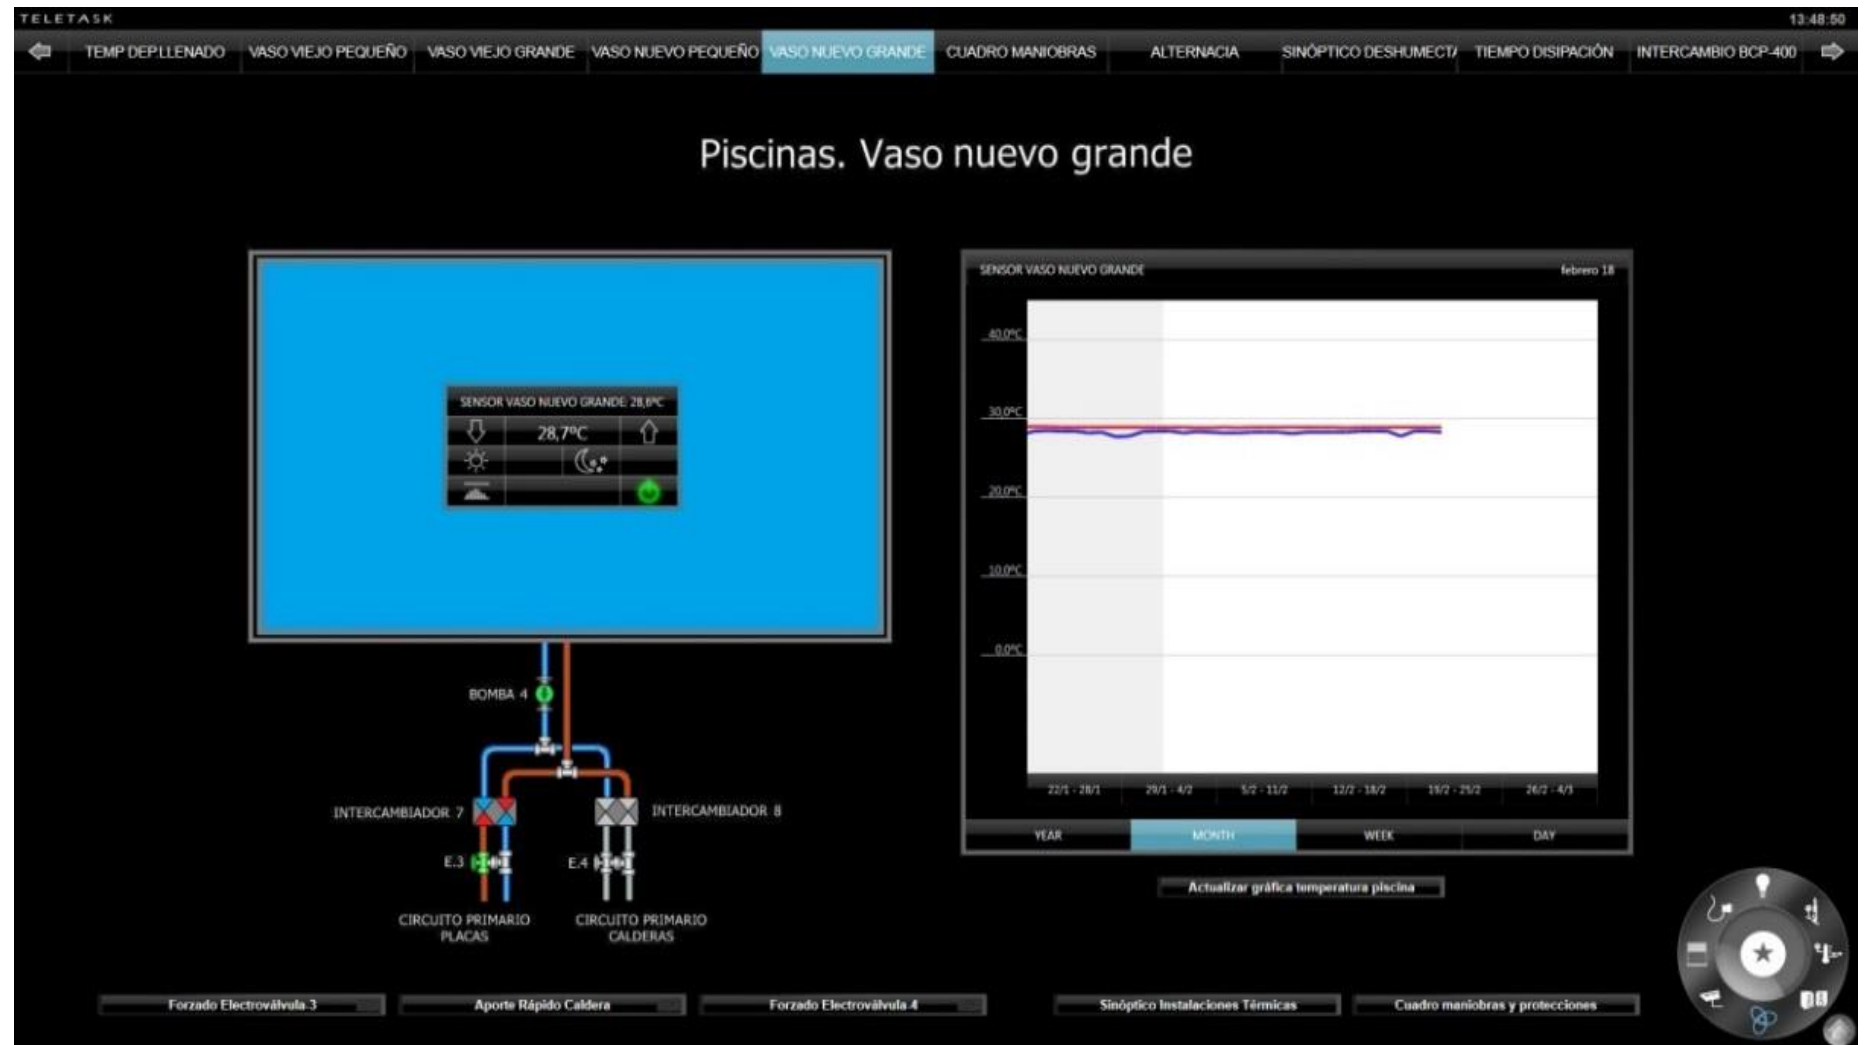 TELETASK
13:48:50
TEMP DEP.LLENADO
VASO VIEJO PEQUEÑO
VASO VIEJO GRANDE
VASO NUEVO PEQUEÑO
VASO NUEVO GRANDE
CUADRO MANIOBRAS
ALTERNACIA
SINÓPTICO DESHUMECTA
TIEMPO DISIPACIÓN
INTERCAMBIO BCP-400
Piscinas. Vaso nuevo grande
SENSOR VASO NUEVO GRANDE: 28,6ºC
28,7ºC
BOMBA 4
INTERCAMBIADOR 7
INTERCAMBIADOR 8
E.3
E.4
CIRCUITO PRIMARIO
PLACAS
CIRCUITO PRIMARIO
CALDERAS
SENSOR VASO NUEVO GRANDE
febrero 18
40,0ºC
30,0ºC
20,0ºC
10,0ºC
0,0ºC
22/1 - 28/1
29/1 - 4/2
5/2 - 11/2
12/2 - 18/2
19/2 - 25/2
26/2 - 4/3
YEAR
MONTH
WEEK
DAY
Actualizar gráfica temperatura piscina
Forzado Electroválvula 3
Aporte Rápido Caldera
Forzado Electroválvula 4
Sinóptico Instalaciones Térmicas
Cuadro maniobras y protecciones